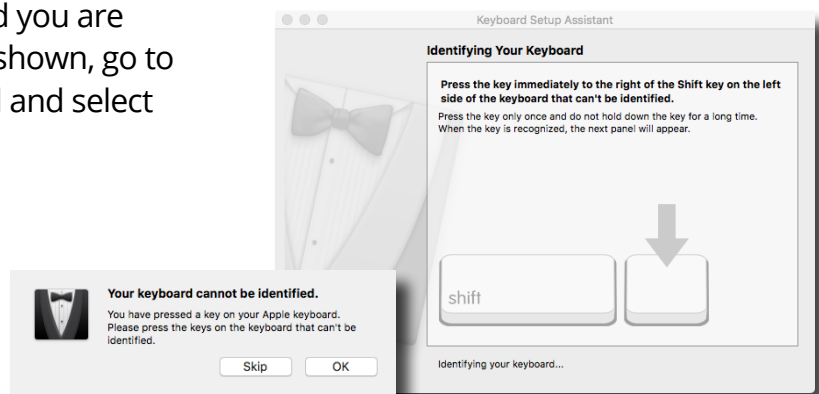 d you are
shown, go to
and select
Keyboard Setup Assistant
Identifying Your Keyboard
Press the key immediately to the right of the Shift key on the left
side of the keyboard that can't be identified.
Press the key only once and do not hold down the key for a long time.
When the key is recognized, the next panel will appear.
shift
Identifying your keyboard...
Your keyboard cannot be identified.
You have pressed a key on your Apple keyboard.
Please press the keys on the keyboard that can't be
identified.
Skip OK